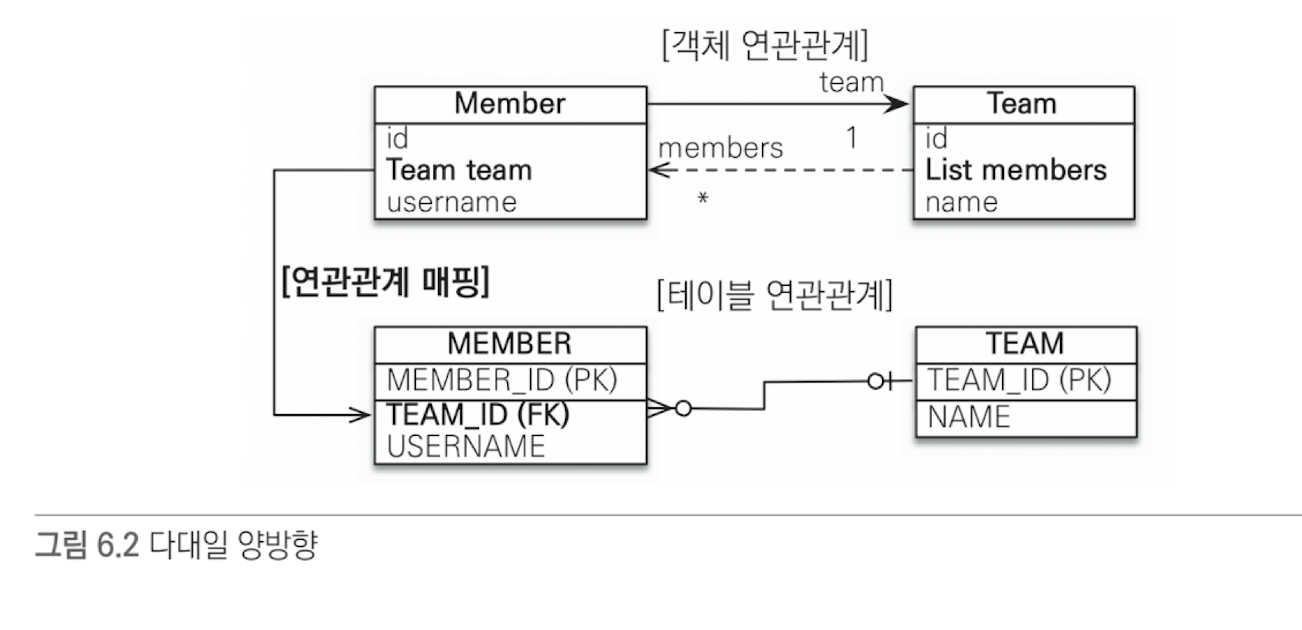 [객체 연관관계]
team
Member
Team
id
Team team
username
members
1
*
id
List members
name
[연관관계 매핑]
[테이블 연관관계]
MEMBER
MEMBER_ID (PK)
TEAM_ID (FK)
USERNAME
TEAM
TEAM_ID (PK)
NAME
그림 6.2 다대일 양방향